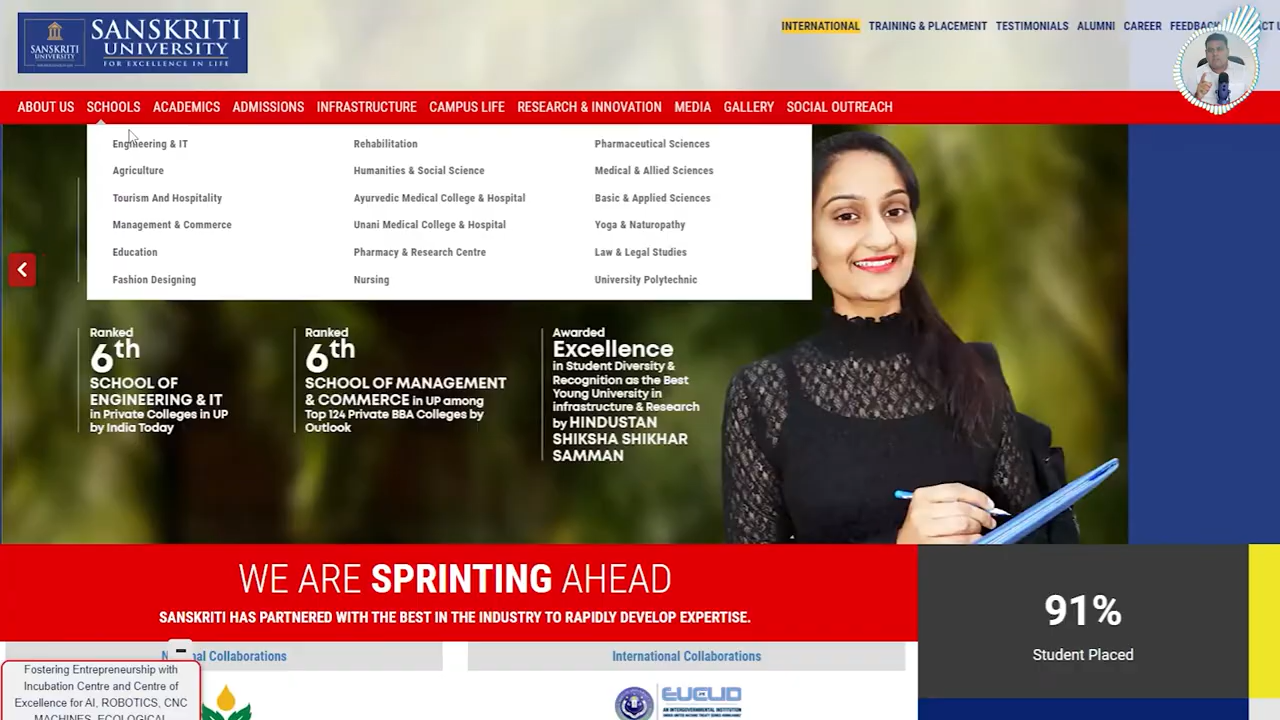 SANSKRITI
UNIVERSITY
FOR EXCELLENCE IN LIFE
SANSKRITI
UNIVERSITY
INTERNATIONAL TRAINING & PLACEMENT TESTIMONIALS ALUMNI CAREER FEEDBACK
ABOUT US SCHOOLS ACADEMICS ADMISSIONS INFRASTRUCTURE CAMPUS LIFE RESEARCH & INNOVATION MEDIA GALLERY SOCIAL OUTREACH
Engineering & IT Rehabilitation Pharmaceutical Sciences
Agriculture Humanities & Social Science Medical & Allied Sciences
Tourism And Hospitality Ayurvedic Medical College & Hospital Basic & Applied Sciences
Management & Commerce Unani Medical College & Hospital Yoga & Naturopathy
Education Pharmacy & Research Centre Law & Legal Studies
Fashion Designing Nursing University Polytechnic
Ranked
6th
SCHOOL OF
ENGINEERING & IT
in Private Colleges in UP
by India Today
Ranked
6th
SCHOOL OF MANAGEMENT
& COMMERCE in UP among
Top 124 Private BBA Colleges by
Outlook
Awarded
Excellence
in Student Diversity &
Recognition as the Best
Young University in
infrastructure & Research
by HINDUSTAN
SHIKSHA SHIKHAR
SAMMAN
WE ARE SPRINTING AHEAD
SANSKRITI HAS PARTNERED WITH THE BEST IN THE INDUSTRY TO RAPIDLY DEVELOP EXPERTISE.
91%
Student Placed
Collaborations
International Collaborations
Fostering Entrepreneurship with
Incubation Centre and Centre of
Excellence for AI, ROBOTICS, CNC
MACHINES, ECOLOGICAL
EUCLID